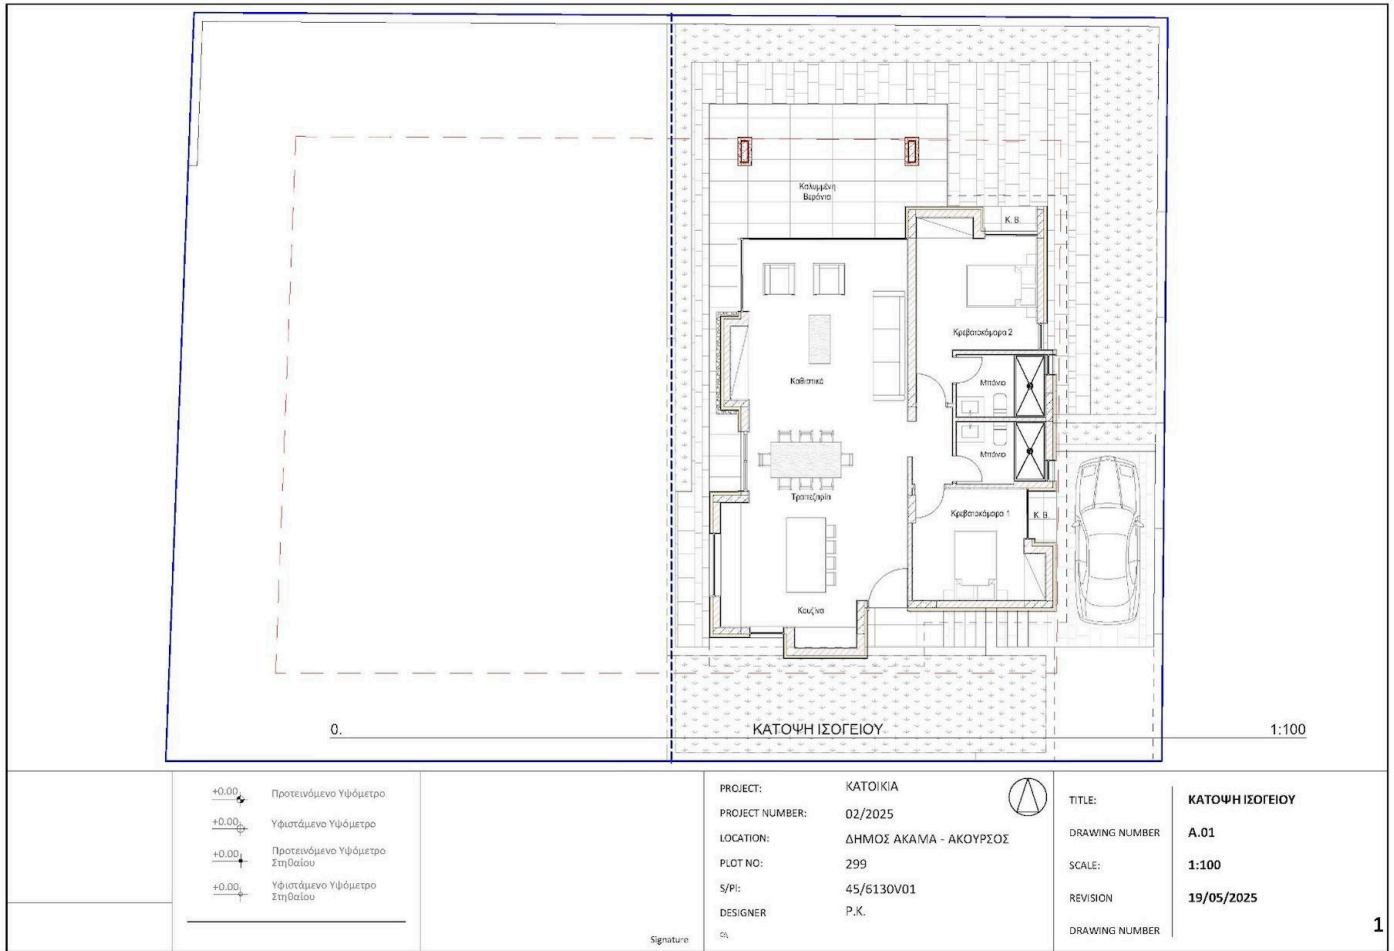 Καλυμμένη
Βεράντα
Κ. Β.
Κρεβατοκάμαρα 2
Καθιστικό
Μπάνιο
Μπάνιο
Τραπεζαρία
Κρεβατοκάμαρα 1
Κ. Β.
Κουζίνα
0.
ΚΑΤΟΨΗ ΙΣΟΓΕΙΟΥ
1:100
+0.00 Προτεινόμενο Υψόμετρο
+0.00 Υφιστάμενο Υψόμετρο
+0.00 Προτεινόμενο Υψόμετρο
Στηθαίου
+0.00 Υφιστάμενο Υψόμετρο
Στηθαίου
Signature
PROJECT: ΚΑΤΟΙΚΙΑ
PROJECT NUMBER: 02/2025
LOCATION: ΔΗΜΟΣ ΑΚΑΜΑ - ΑΚΟΥΡΣΟΣ
PLOT NO: 299
S/Pl: 45/6130V01
DESIGNER P.K.
TITLE: ΚΑΤΟΨΗ ΙΣΟΓΕΙΟΥ
DRAWING NUMBER A.01
SCALE: 1:100
REVISION 19/05/2025
DRAWING NUMBER
1